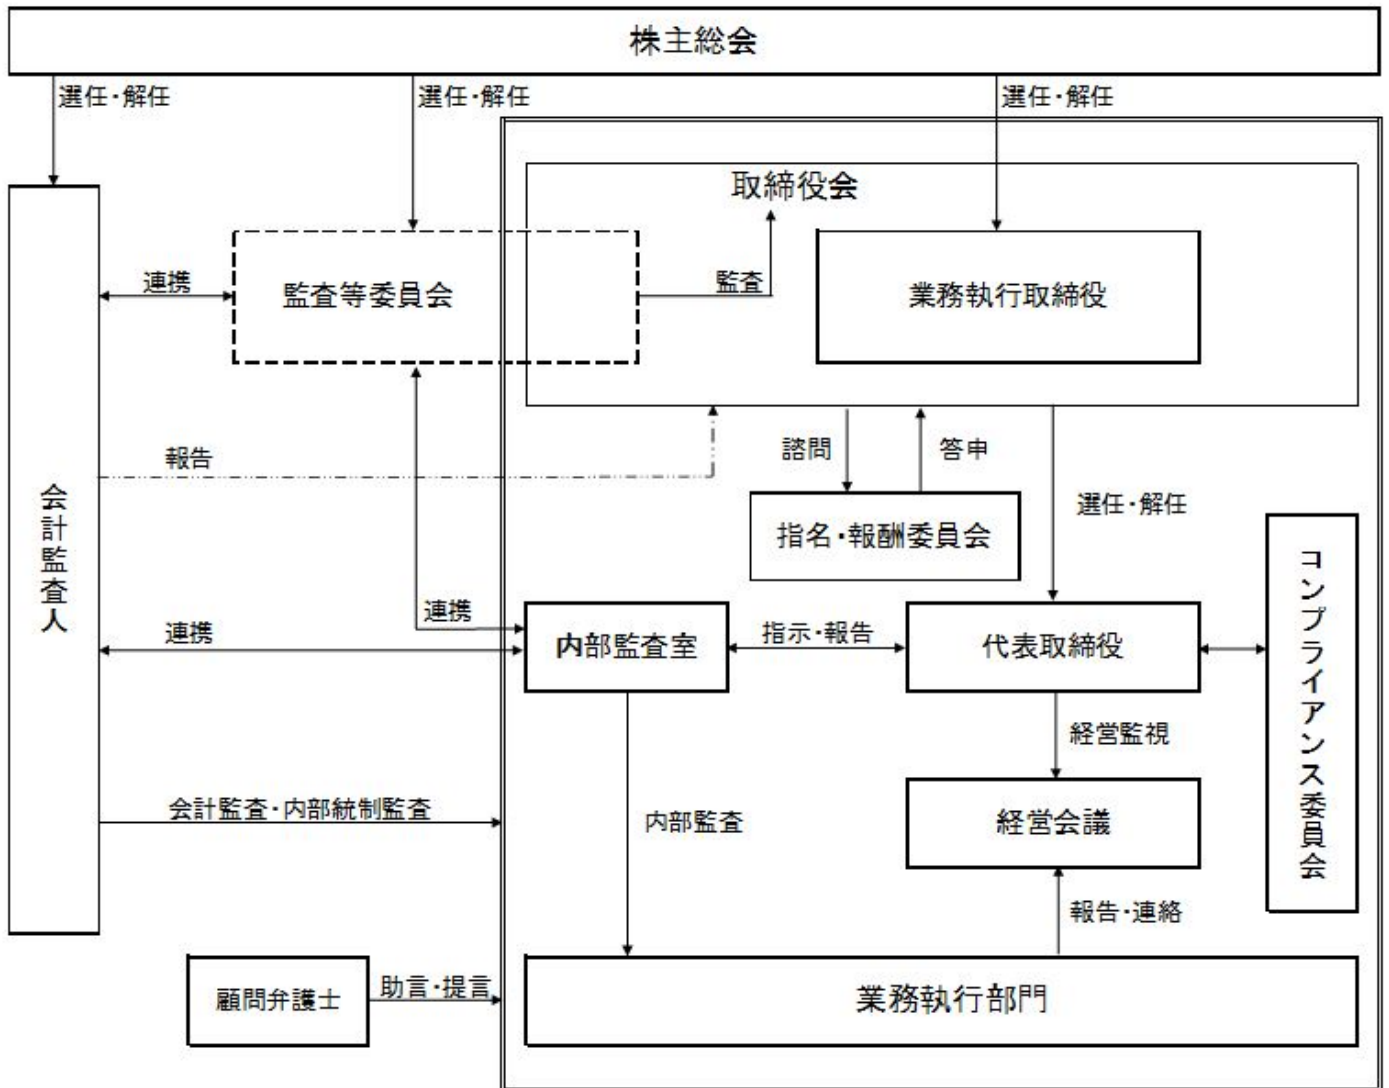 株主総会
選任・解任
選任・解任
選任・解任
取締役会
連携
監査等委員会
監査
業務執行取締役
報告
諮問
答申
会計監査人
指名・報酬委員会
選任・解任
コンプライアンス委員会
連携
連携
内部監査室
指示・報告
代表取締役
経営監視
会計監査・内部統制監査
内部監査
経営会議
報告・連絡
顧問弁護士
助言・提言
業務執行部門